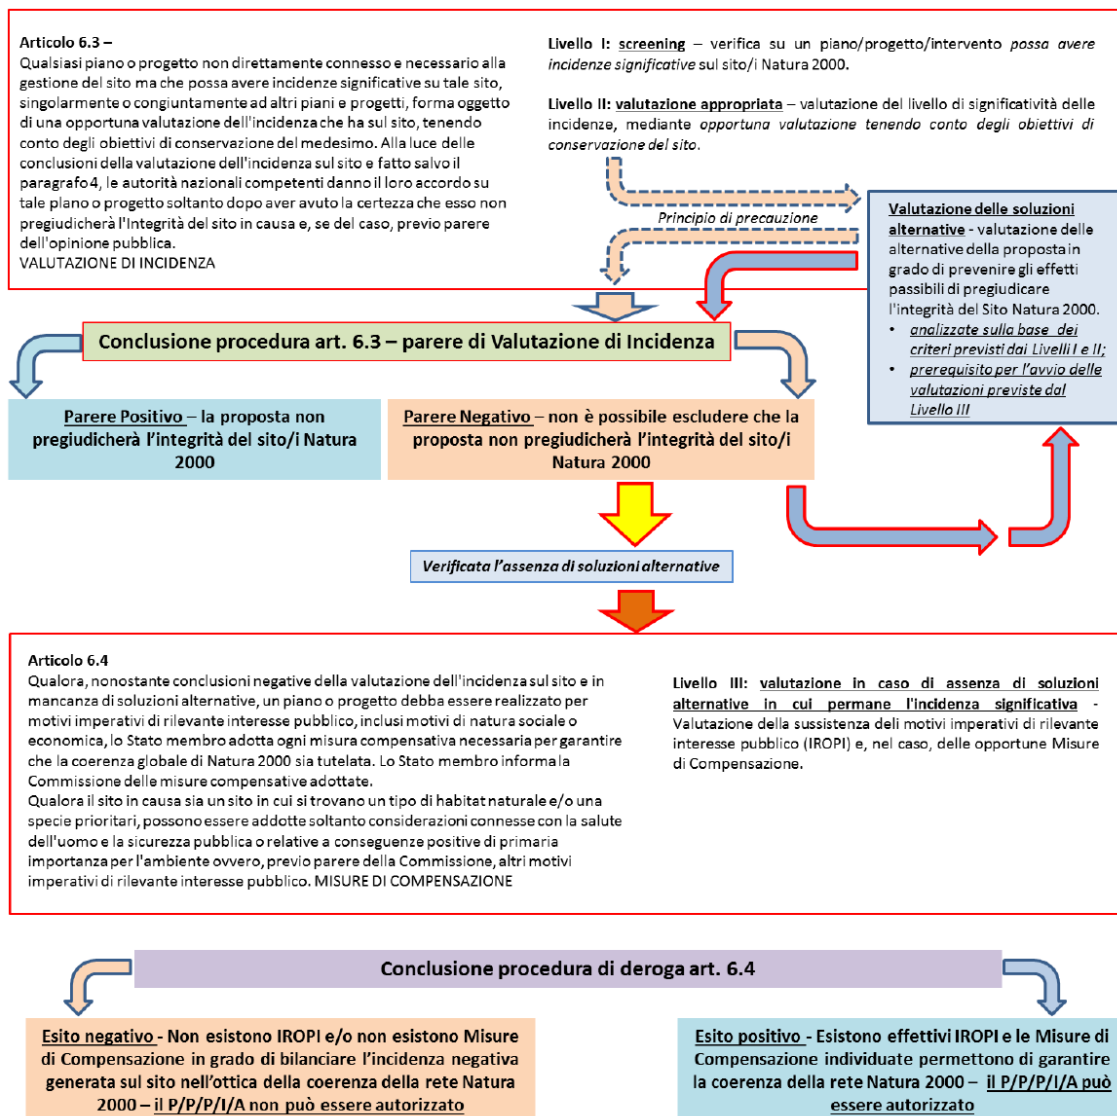 Articolo 6.3 –
Qualsiasi piano o progetto non direttamente connesso e necessario alla
gestione del sito ma che possa avere incidenze significative su tale sito,
singolarmente o congiuntamente ad altri piani e progetti, forma oggetto
di una opportuna valutazione dell'incidenza che ha sul sito, tenendo
conto degli obiettivi di conservazione del medesimo. Alla luce delle
conclusioni della valutazione dell'incidenza sul sito e fatto salvo il
paragrafo 4, le autorità nazionali competenti danno il loro accordo su
tale plano o progetto soltanto dopo aver avuto la certezza che esso non
pregiudicherà l'Integrità del sito in causa e, se del caso, previo parere
dell'opinione pubblica.
VALUTAZIONE DI INCIDENZA
Livello I: screening – verifica su un piano/progetto/intervento possa avere
incidenze significative sul sito/i Natura 2000.
Livello II: valutazione appropriata – valutazione del livello di significatività delle
incidenze, mediante opportuna valutazione tenendo conto degli obiettivi di
conservazione del sito.
Principio di precauzione
Valutazione delle soluzioni
alternative - valutazione delle
alternative della proposta in
grado di prevenire gli effetti
passibili di pregiudicare
l'integrità del Sito Natura 2000.
• analizzate sulla base dei
criteri previsti dai Livelli I e II;
• prerequisito per l'avvio delle
valutazioni previste dal
Livello III
Conclusione procedura art. 6.3 – parere di Valutazione di Incidenza
Parere Positivo – la proposta non
pregiudicherà l'integrità del sito/i Natura
2000
Parere Negativo – non è possibile escludere che la
proposta non pregiudicherà l'integrità del sito/i
Natura 2000
Verificata l'assenza di soluzioni alternative
Articolo 6.4
Qualora, nonostante conclusioni negative della valutazione dell'incidenza sul sito e in
mancanza di soluzioni alternative, un piano o progetto debba essere realizzato per
motivi imperativi di rilevante interesse pubblico, inclusi motivi di natura sociale o
economica, lo Stato membro adotta ogni misura compensativa necessaria per garantire
che la coerenza globale di Natura 2000 sia tutelata. Lo Stato membro informa la
Commissione delle misure compensative adottate.
Qualora il sito in causa sia un sito in cui si trovano un tipo di habitat naturale e/o una
specie prioritari, possono essere addotte soltanto considerazioni connesse con la salute
dell'uomo e la sicurezza pubblica o relative a conseguenze positive di primaria
importanza per l'ambiente ovvero, previo parere della Commissione, altri motivi
imperativi di rilevante interesse pubblico. MISURE DI COMPENSAZIONE
Livello III: valutazione in caso di assenza di soluzioni
alternative in cui permane l'incidenza significativa -
Valutazione della sussistenza deli motivi imperativi di rilevante
interesse pubblico (IROPI) e, nel caso, delle opportune Misure
di Compensazione.
Conclusione procedura di deroga art. 6.4
Esito negativo - Non esistono IROPI e/o non esistono Misure
di Compensazione in grado di bilanciare l'incidenza negativa
generata sul sito nell'ottica della coerenza della rete Natura
2000 – il P/P/P/I/A non può essere autorizzato
Esito positivo - Esistono effettivi IROPI e le Misure di
Compensazione individuate permettono di garantire
la coerenza della rete Natura 2000 – il P/P/P/I/A può
essere autorizzato